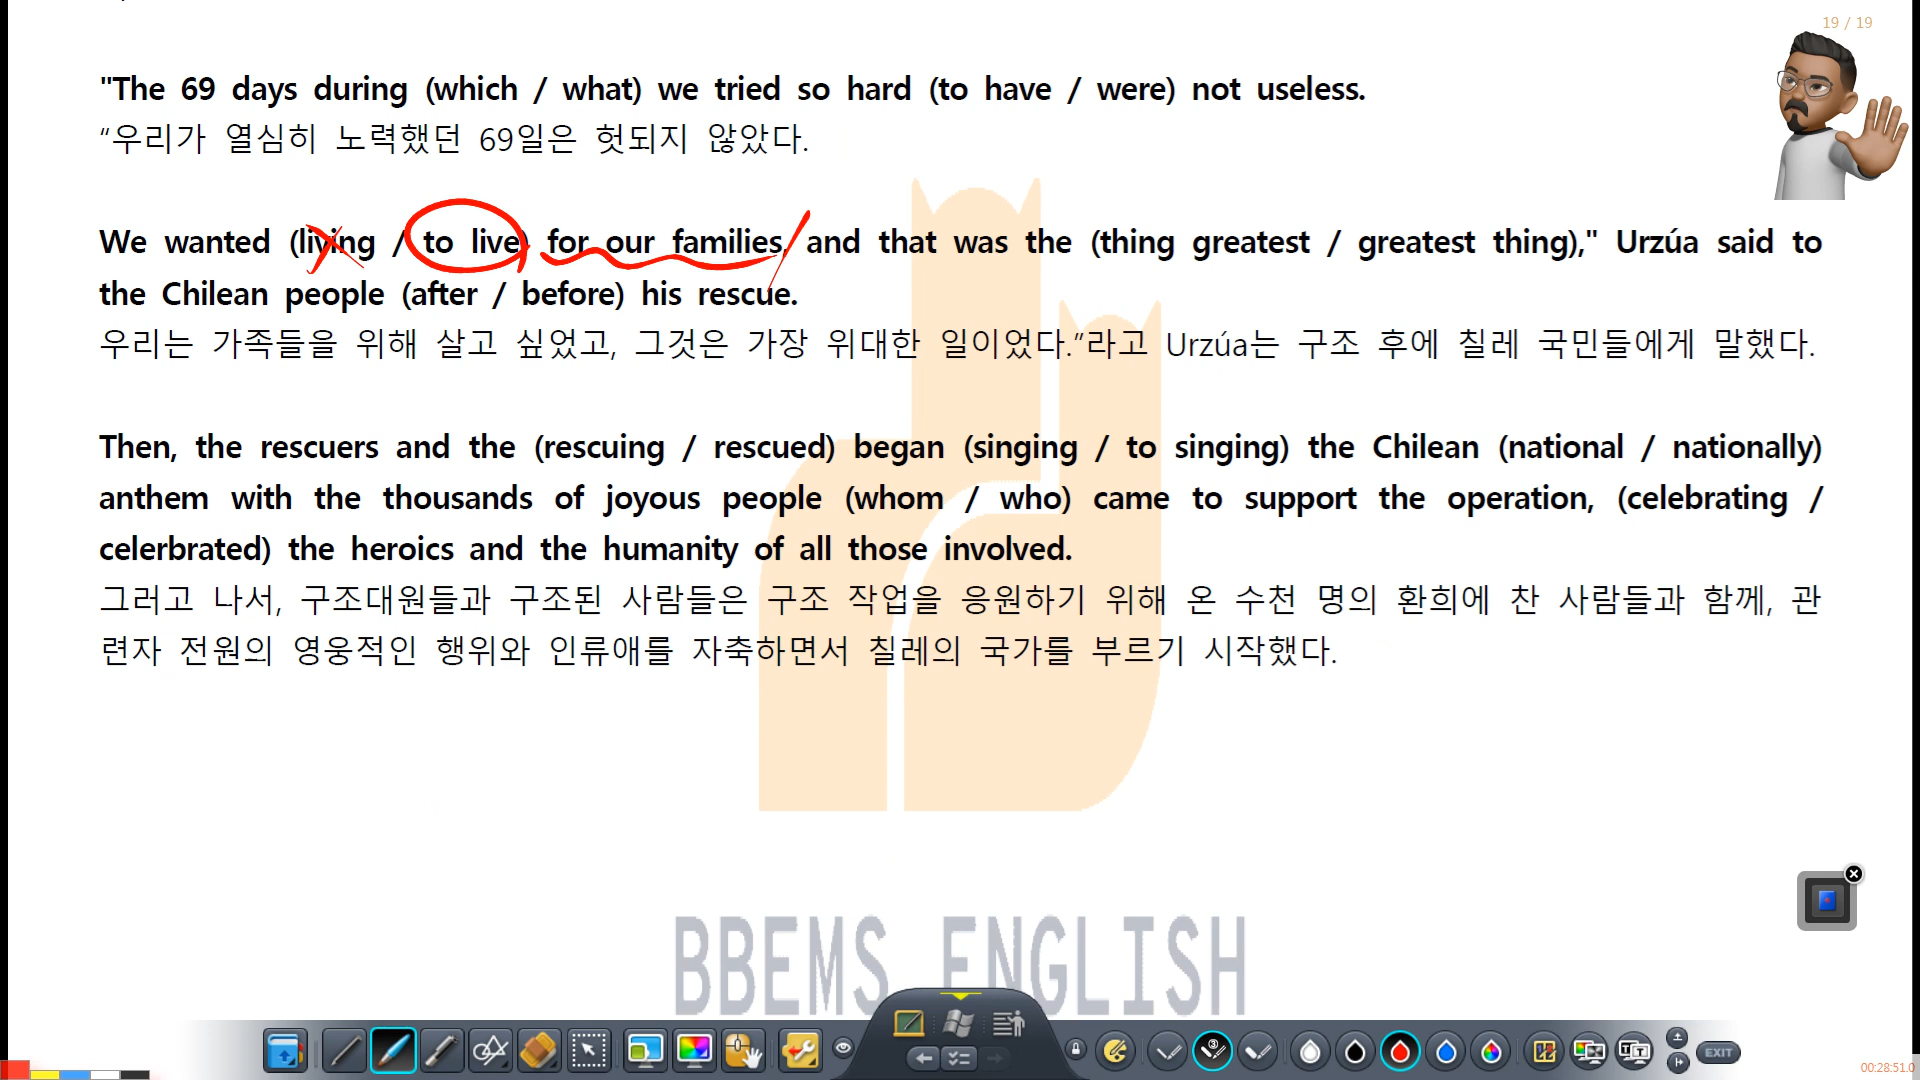 19 / 19
"The 69 days during (which / what) we tried so hard (to have / were) not useless.
“우리가 열심히 노력했던 69일은 헛되지 않았다.
We wanted (living / to live) for our families, and that was the (thing greatest / greatest thing)," Urzúa said to
the Chilean people (after / before) his rescue.
우리는 가족들을 위해 살고 싶었고, 그것은 가장 위대한 일이었다.”라고 Urzúa는 구조 후에 칠레 국민들에게 말했다.
Then, the rescuers and the (rescuing / rescued) began (singing / to singing) the Chilean (national / nationally)
anthem with the thousands of joyous people (whom / who) came to support the operation, (celebrating /
celerbrated) the heroics and the humanity of all those involved.
그러고 나서, 구조대원들과 구조된 사람들은 구조 작업을 응원하기 위해 온 수천 명의 환희에 찬 사람들과 함께, 관
련자 전원의 영웅적인 행위와 인류애를 자축하면서 칠레의 국가를 부르기 시작했다.
BBEMS ENGLISH
EXIT
00:28:51.0